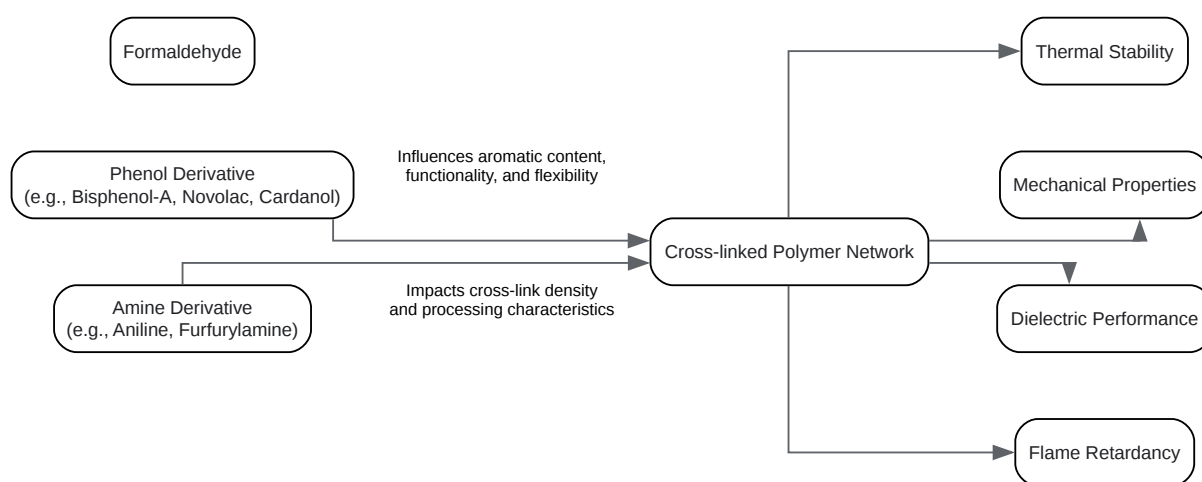 Formaldehyde
Thermal Stability
Influences aromatic content,
functionality, and flexibility
Phenol Derivative
(e.g., Bisphenol-A, Novolac, Cardanol)
Mechanical Properties
Cross-linked Polymer Network
Impacts cross-link density
and processing characteristics
Amine Derivative
(e.g., Aniline, Furfurylamine)
Dielectric Performance
Flame Retardancy